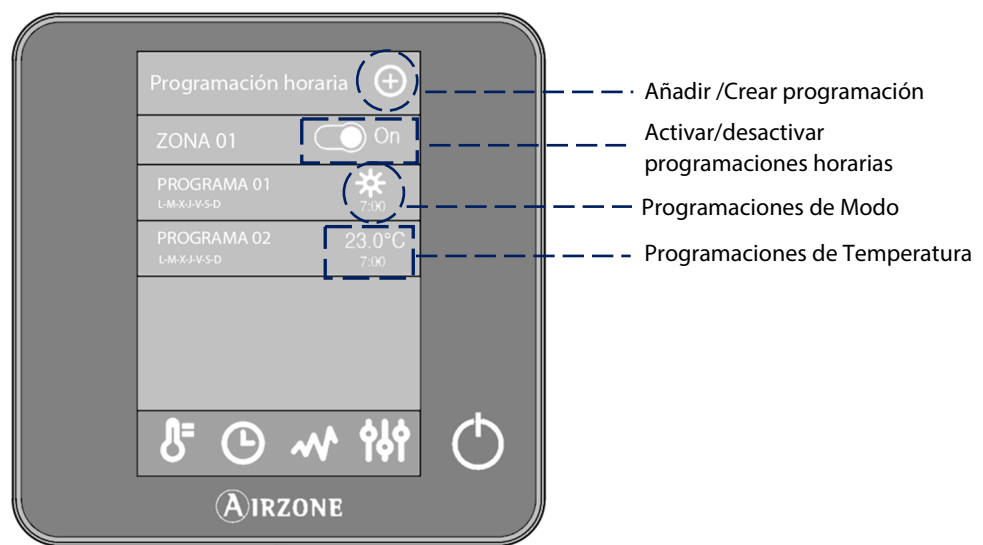 Programación horaria
Añadir /Crear programación
ZONA 01
On
Activar/desactivar
programaciones horarias
PROGRAMA 01
L-M-X-J-V-S-D
7:00
Programaciones de Modo
PROGRAMA 02
L-M-X-J-V-S-D
23.0°C
7:00
Programaciones de Temperatura
AIRZONE